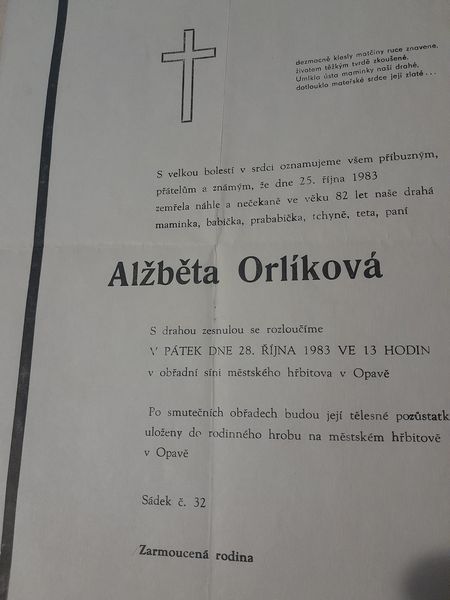 dezmocně klesly matčiny ruce znavené,
životem těžkým tvrdě zkoušené.
Umlkla ústa maminky naší drahé,
dotlouklo mateřské srdce její zlaté ...
S velkou bolestí v srdci oznamujeme všem příbuzným,
přátelům a známým, že dne 25. října 1983
zemřela náhle a nečekaně ve věku 82 let naše drahá
maminka, babička, prababička, tchyně, teta, paní
Alžběta Orlíková
S drahou zesnulou se rozloučíme
V PÁTEK DNE 28. ŘÍJNA 1983 VE 13 HODIN
v obřadní síni městského hřbitova v Opavě
Po smutečních obřadech budou její tělesné pozůstatk
uloženy do rodinného hrobu na městském hřbitově
v Opavě
Sádek č. 32
Zarmoucená rodina